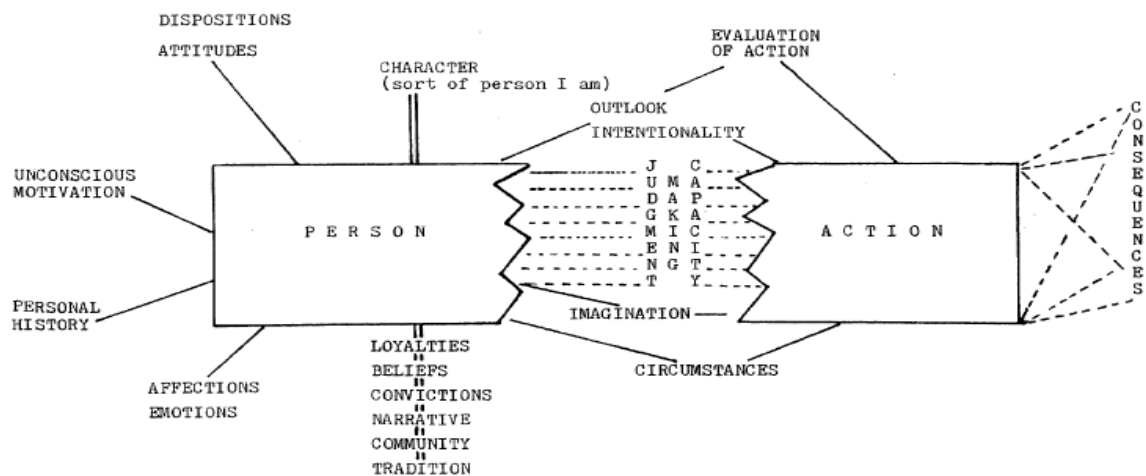 DISPOSITIONS
ATTITUDES
CHARACTER
(sort of person I am)
EVALUATION
OF ACTION
OUTLOOK
INTENTIONALITY
UNCONSCIOUS
MOTIVATION
PERSON
JUDGMENT
MAKING
CAPACITY
ACTION
CONSEQUENCES
PERSONAL
HISTORY
IMAGINATION
CIRCUMSTANCES
AFFECTIONS
EMOTIONS
LOYALTIES
BELIEFS
CONVICTIONS
NARRATIVE
COMMUNITY
TRADITION